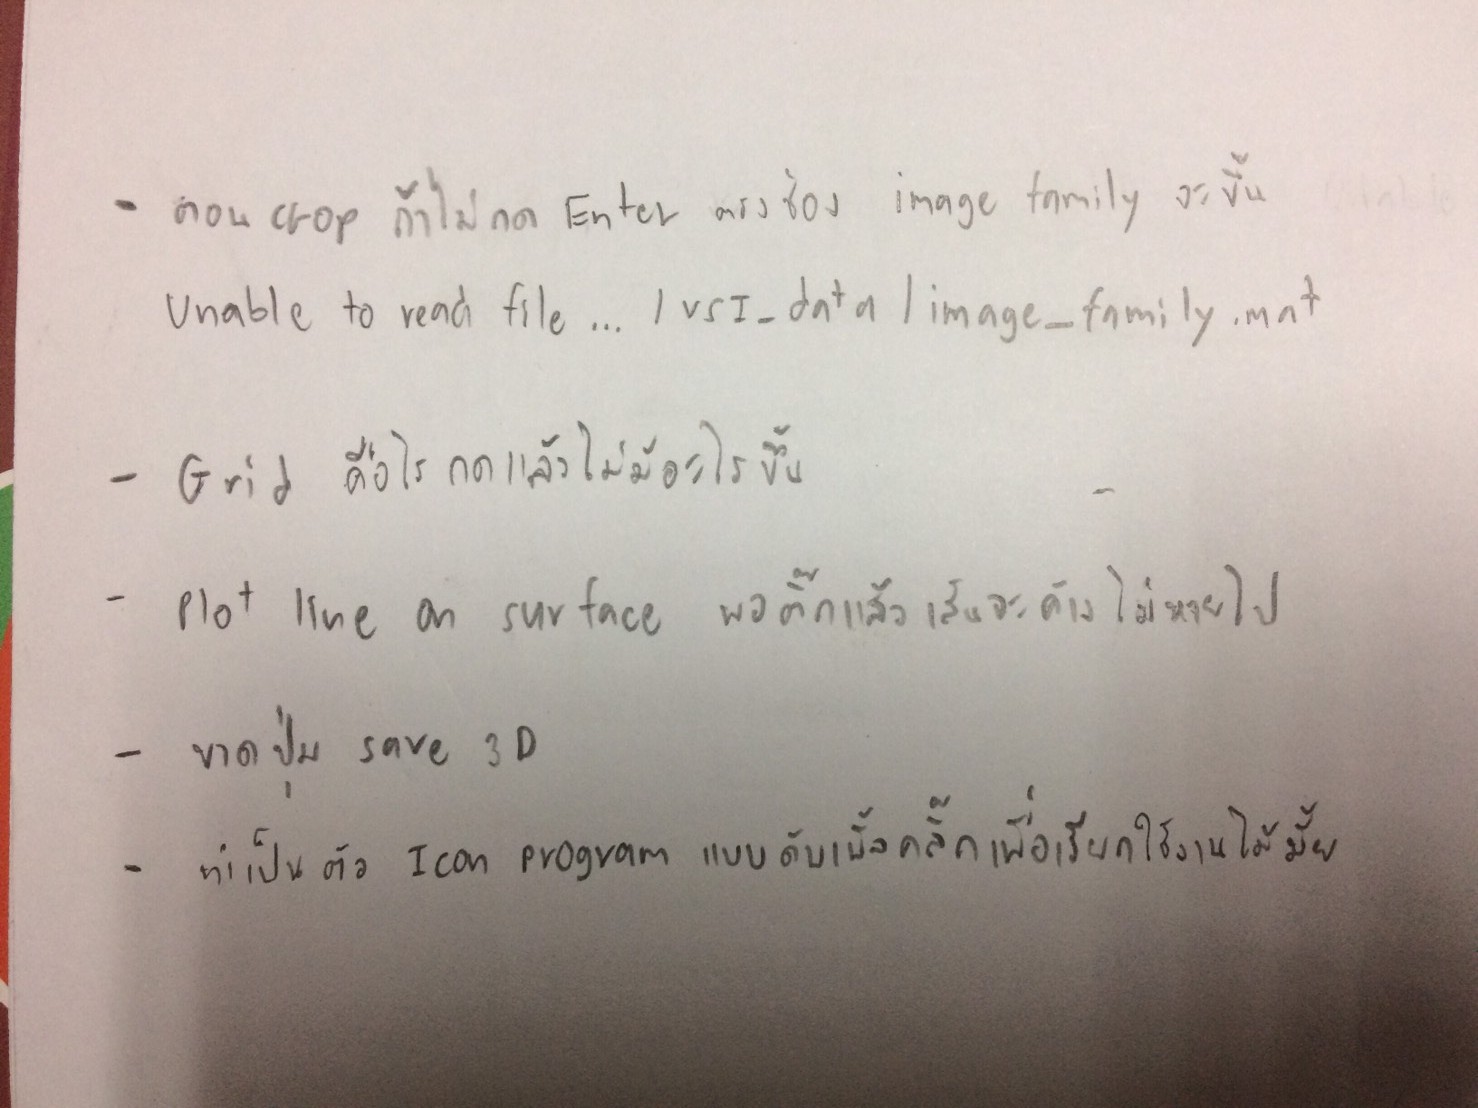 - ตอน crop ถ้าไม่กด Enter ตรงช่อง image family จะขึ้น
Unable to read file ... / vsI_data / image_family.mat
- Grid คือไร กดแล้วไม่มีอะไรขึ้น
- Plot line on surface พอติ๊กแล้วเส้นจะค้างไม่หายไป
- ขาดปุ่ม save 3D
- ทำเป็นตัว Icon program แบบดับเบิ้ลคลิ๊กเพื่อเรียกใช้งานได้มั้ย